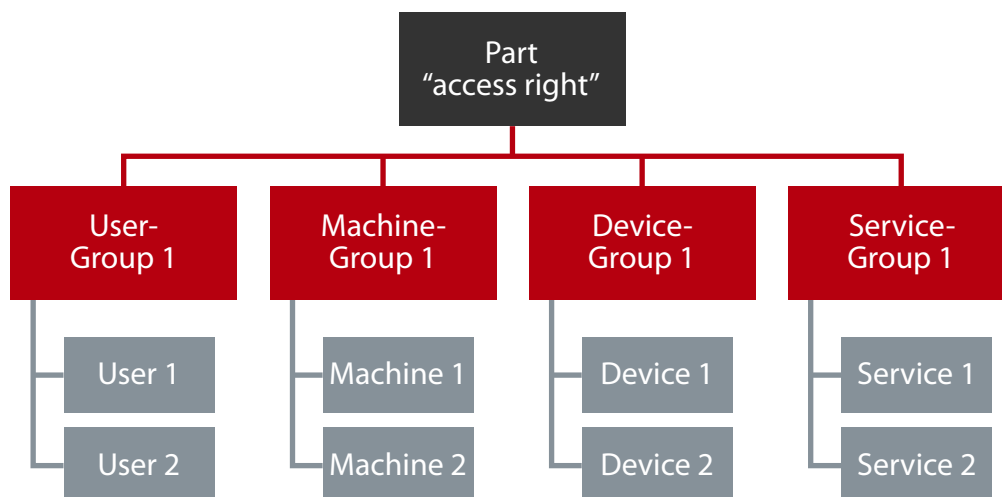 Part
“access right”
User-
Group 1
Machine-
Group 1
Device-
Group 1
Service-
Group 1
User 1
Machine 1
Device 1
Service 1
User 2
Machine 2
Device 2
Service 2